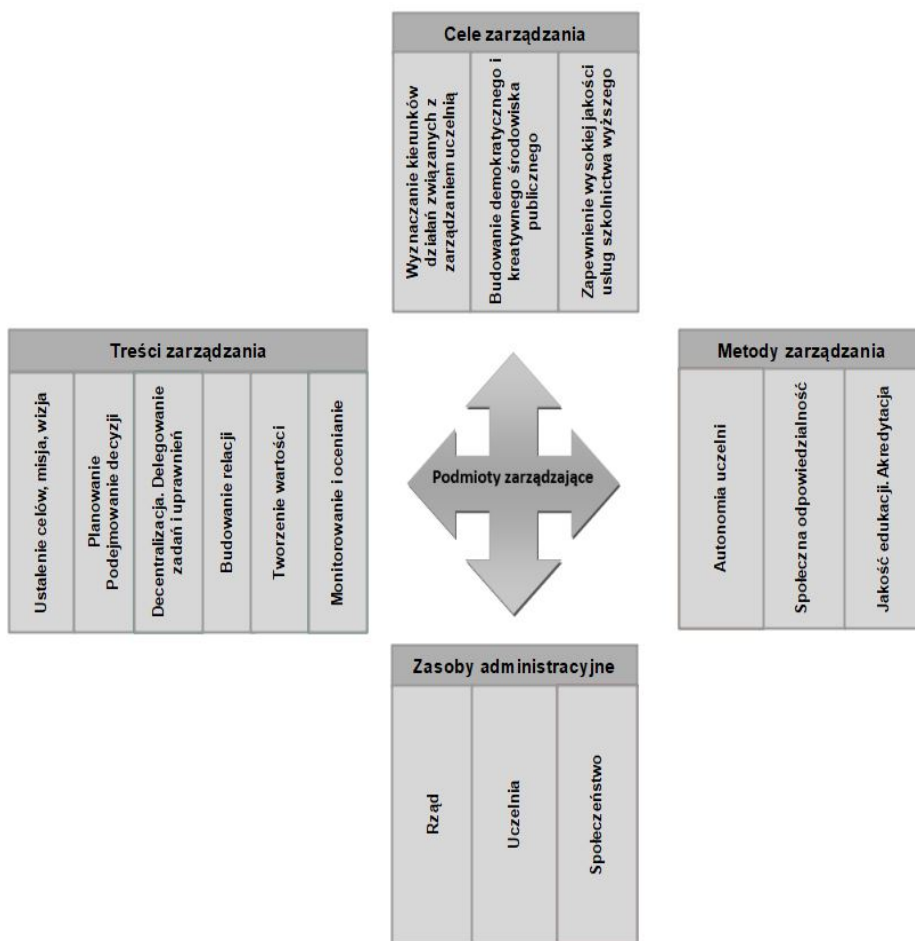 Cele zarządzania
Wyznaczanie kierunków
działań związanych z
zarządzaniem uczelnią
Budowanie demokratycznego i
kreatywnego środowiska
publicznego
Zapewnienie wysokiej jakości
usług szkolnictwa wyższego
Treści zarządzania
Ustalenie celów, misja, wizja
Planowanie
Podejmowanie decyzji
Decentralizacja. Delegowanie
zadań i uprawnień
Budowanie relacji
Tworzenie wartości
Monitorowanie i ocenianie
Podmioty zarządzające
Metody zarządzania
Autonomia uczelni
Społeczna odpowiedzialność
Jakość edukacji. Akredytacja
Zasoby administracyjne
Rząd
Uczelnia
Społeczeństwo